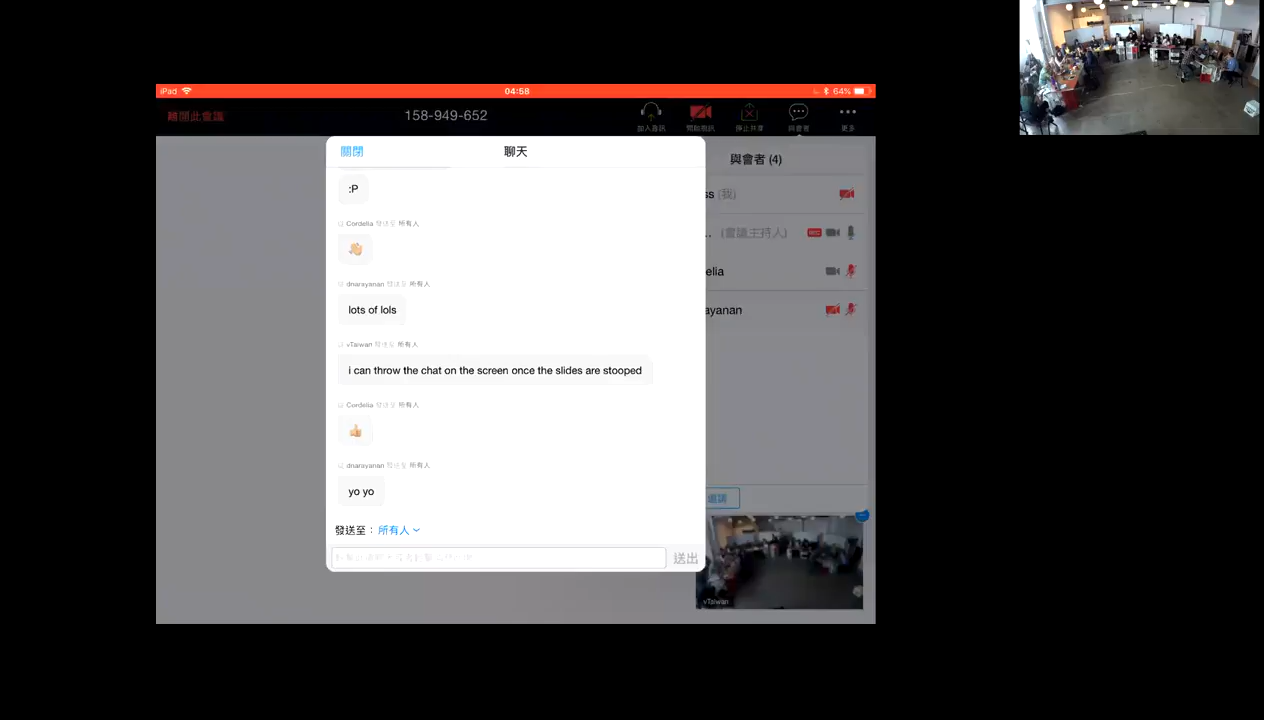 iPad 04:58 64%
離開此會議 158-949-652 加入音訊 開啟視訊 停止共享 與會者 更多
關閉 聊天
與會者 (4)
:P
ss (我)
Cordelia 發送至 所有人
... (會議主持人) REC
elia
dnarayanan 發送至 所有人
lots of lols
ayanan
vTaiwan 發送至 所有人
i can throw the chat on the screen once the slides are stooped
Cordelia 發送至 所有人
dnarayanan 發送至 所有人
yo yo
邀請
發送至： 所有人
送出
vTaiwan